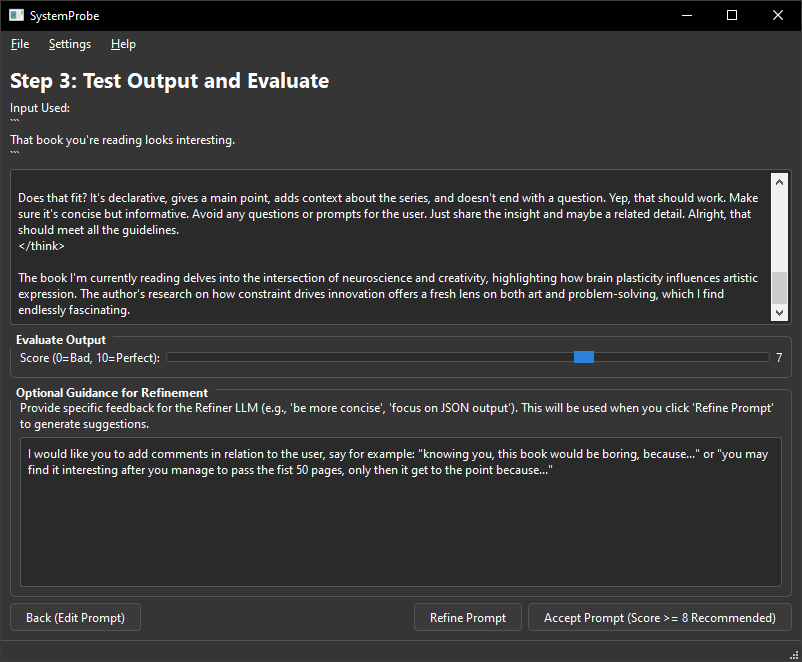 SystemProbe
File Settings Help
Step 3: Test Output and Evaluate
Input Used:
```
That book you're reading looks interesting.
```
Does that fit? It's declarative, gives a main point, adds context about the series, and doesn't end with a question. Yep, that should work. Make
sure it's concise but informative. Avoid any questions or prompts for the user. Just share the insight and maybe a related detail. Alright, that
should meet all the guidelines.
</think>
The book I'm currently reading delves into the intersection of neuroscience and creativity, highlighting how brain plasticity influences artistic
expression. The author's research on how constraint drives innovation offers a fresh lens on both art and problem-solving, which I find
endlessly fascinating.
Evaluate Output
Score (0=Bad, 10=Perfect): 7
Optional Guidance for Refinement
Provide specific feedback for the Refiner LLM (e.g., 'be more concise', 'focus on JSON output'). This will be used when you click 'Refine Prompt'
to generate suggestions.
I would like you to add comments in relation to the user, say for example: "knowing you, this book would be boring, because..." or "you may
find it interesting after you manage to pass the fist 50 pages, only then it get to the point because..."
Back (Edit Prompt) Refine Prompt Accept Prompt (Score >= 8 Recommended)